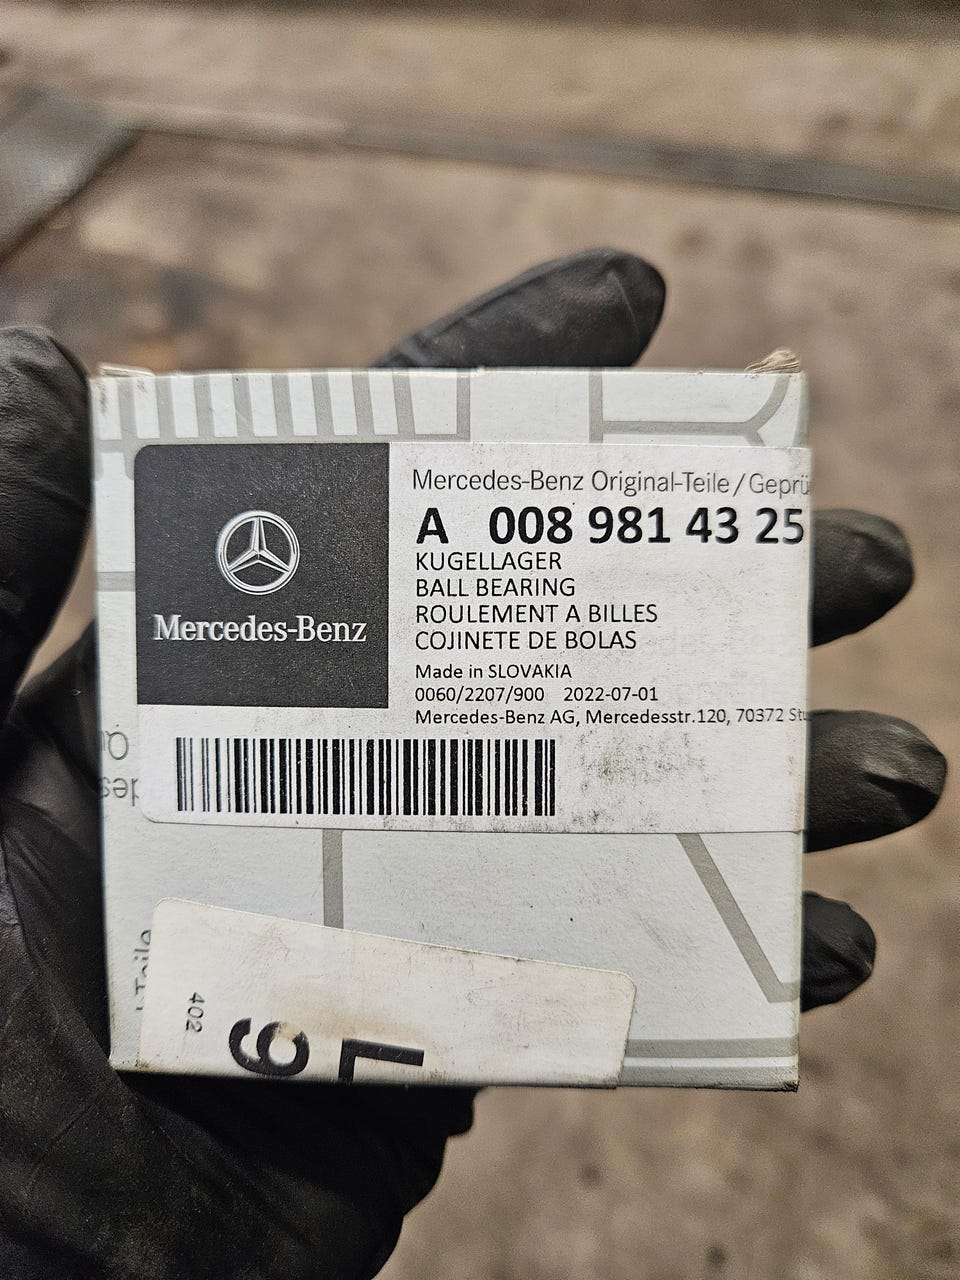 Mercedes-Benz
Mercedes-Benz Original-Teile/Geprü
A 008 981 43 25
KUGELLAGER
BALL BEARING
ROULEMENT A BILLES
COJINETE DE BOLAS
Made in SLOVAKIA
0060/2207/900 2022-07-01
Mercedes-Benz AG, Mercedesstr.120, 70372 Stu
402